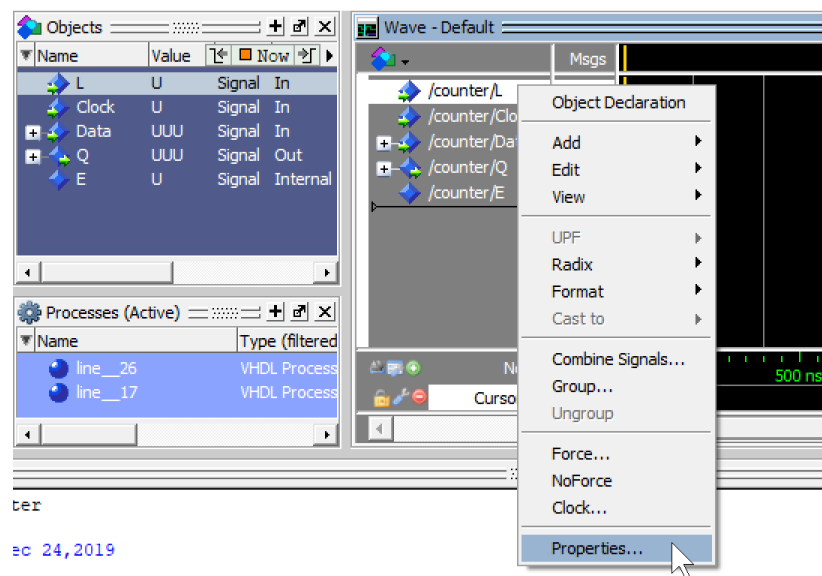 Objects
Name Value Now
L U Signal In
Clock U Signal In
Data UUU Signal In
Q UUU Signal Out
E U Signal Internal
Processes (Active)
Name Type (filtered
line__26 VHDL Process
line__17 VHDL Process
Wave - Default
Msgs
/counter/L
/counter/Clo
/counter/Da
/counter/Q
/counter/E
N
Curso
500 ns
Object Declaration
Add
Edit
View
UPF
Radix
Format
Cast to
Combine Signals...
Group...
Ungroup
Force...
NoForce
Clock...
Properties...
ter
ec 24,2019